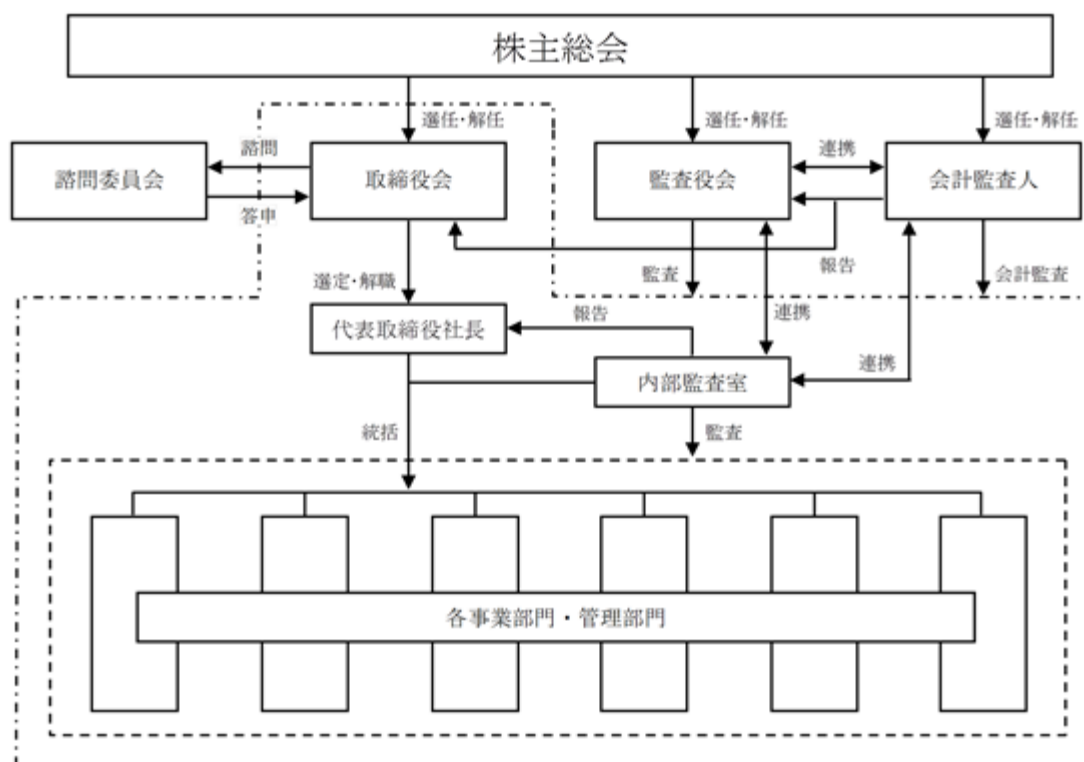 株主総会
選任・解任
選任・解任
選任・解任
諮問委員会
諮問
答申
取締役会
監査役会
連携
会計監査人
報告
選定・解職
監査
会計監査
代表取締役社長
報告
連携
内部監査室
連携
統括
監査
各事業部門・管理部門